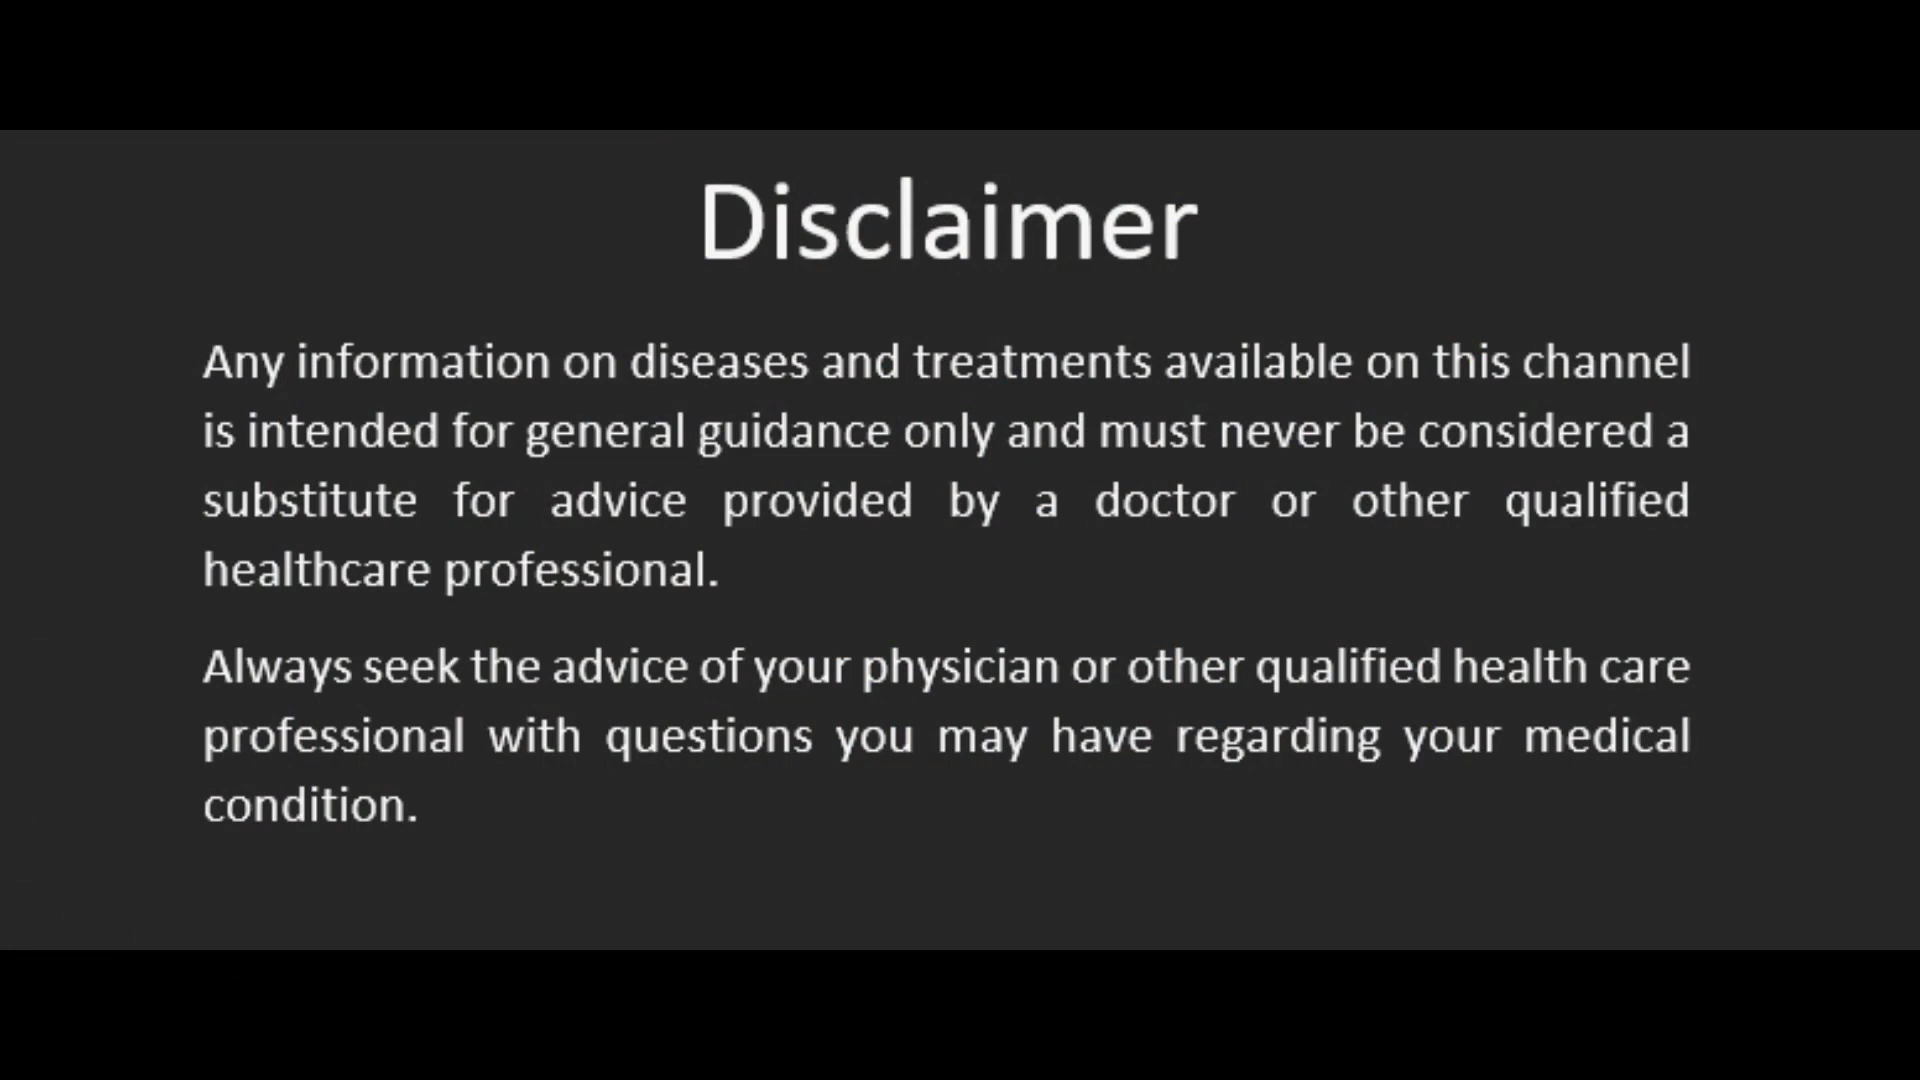 Disclaimer
Any information on diseases and treatments available on this channel
is intended for general guidance only and must never be considered a
substitute for advice provided by a doctor or other qualified
healthcare professional.
Always seek the advice of your physician or other qualified health care
professional with questions you may have regarding your medical
condition.